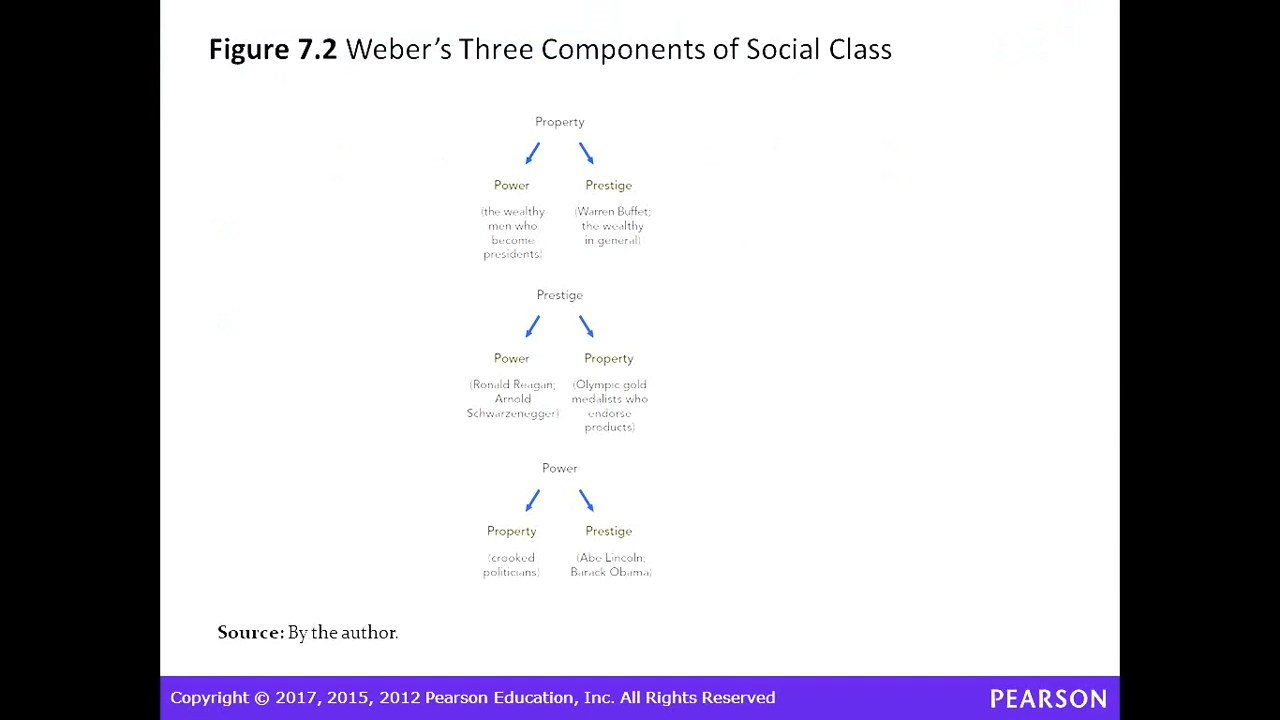 Figure 7.2 Weber’s Three Components of Social Class
Property
Power
(the wealthy
men who
become
presidents)
Prestige
(Warren Buffet;
the wealthy
in general)
Prestige
Power
(Ronald Reagan;
Arnold
Schwarzenegger)
Property
(Olympic gold
medalists who
endorse
products)
Power
Property
(crooked
politicians)
Prestige
(Abe Lincoln;
Barack Obama)
Source: By the author.
Copyright © 2017, 2015, 2012 Pearson Education, Inc. All Rights Reserved
PEARSON